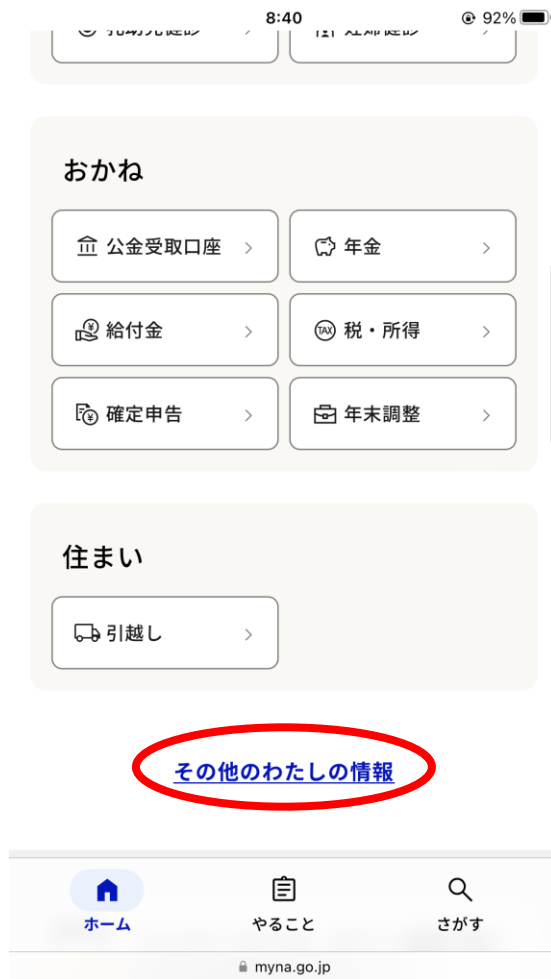 8:40
92%
おかね
公金受取口座
年金
給付金
TAX 税・所得
確定申告
年末調整
住まい
引越し
その他のわたしの情報
ホーム
やること
さがす
myna.go.jp